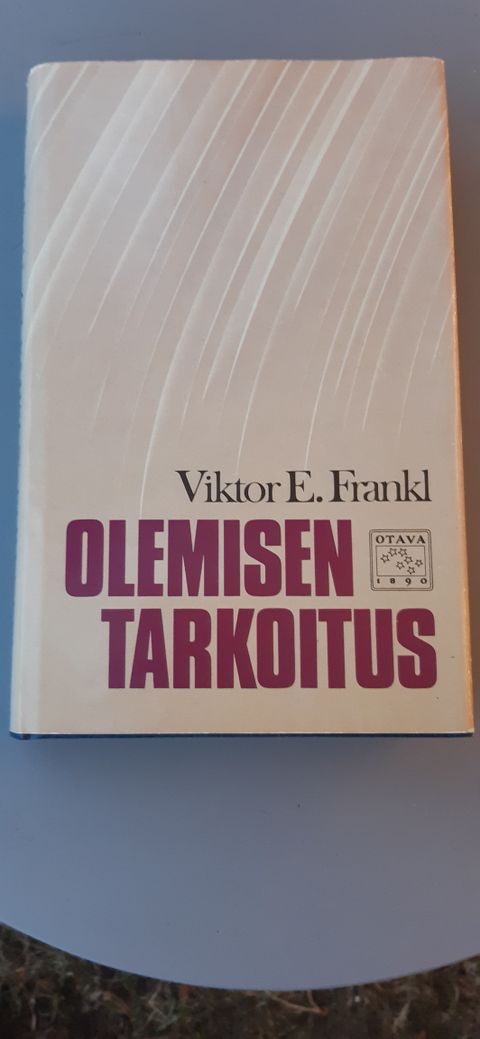 Viktor E. Frankl
OLEMISEN
OTAVA
1890
TARKOITUS